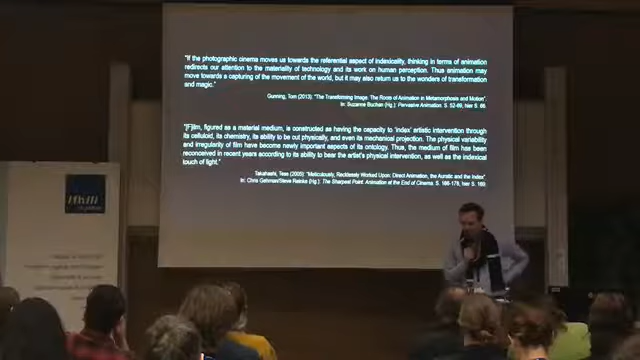 "If the photographic cinema moves us towards the referential aspect of indexicality, thinking in terms of animation
redirects our attention to the materiality of technology and its work on human perception. Thus animation may
move towards a capturing of the movement of the world, but it may also return us to the wonders of transformation
and magic."
Gunning, Tom (2013): "The Transforming Image. The Roots of Animation in Metamorphosis and Motion".
In: Suzanne Buchan (Hg.): Pervasive Animation. S. 52-69, hier S. 66.
"[F]ilm, figured as a material medium, is constructed as having the capacity to 'index' artistic intervention through
its celluloid, its chemistry, its ability to be cut physically, and even its mechanical projection. The physical variability
and irregularity of film have become newly important aspects of its ontology. Thus, the medium of film has been
reconceived in recent years according to its ability to bear the artist's physical intervention, as well as the indexical
touch of light."
Takahashi, Tess (2005): "Meticulously, Recklessly Worked Upon: Direct Animation, the Auratic and the Index".
In: Chris Gehman/Steve Reinke (Hg.): The Sharpest Point. Animation at the End of Cinema. S. 166-178, hier S. 169.